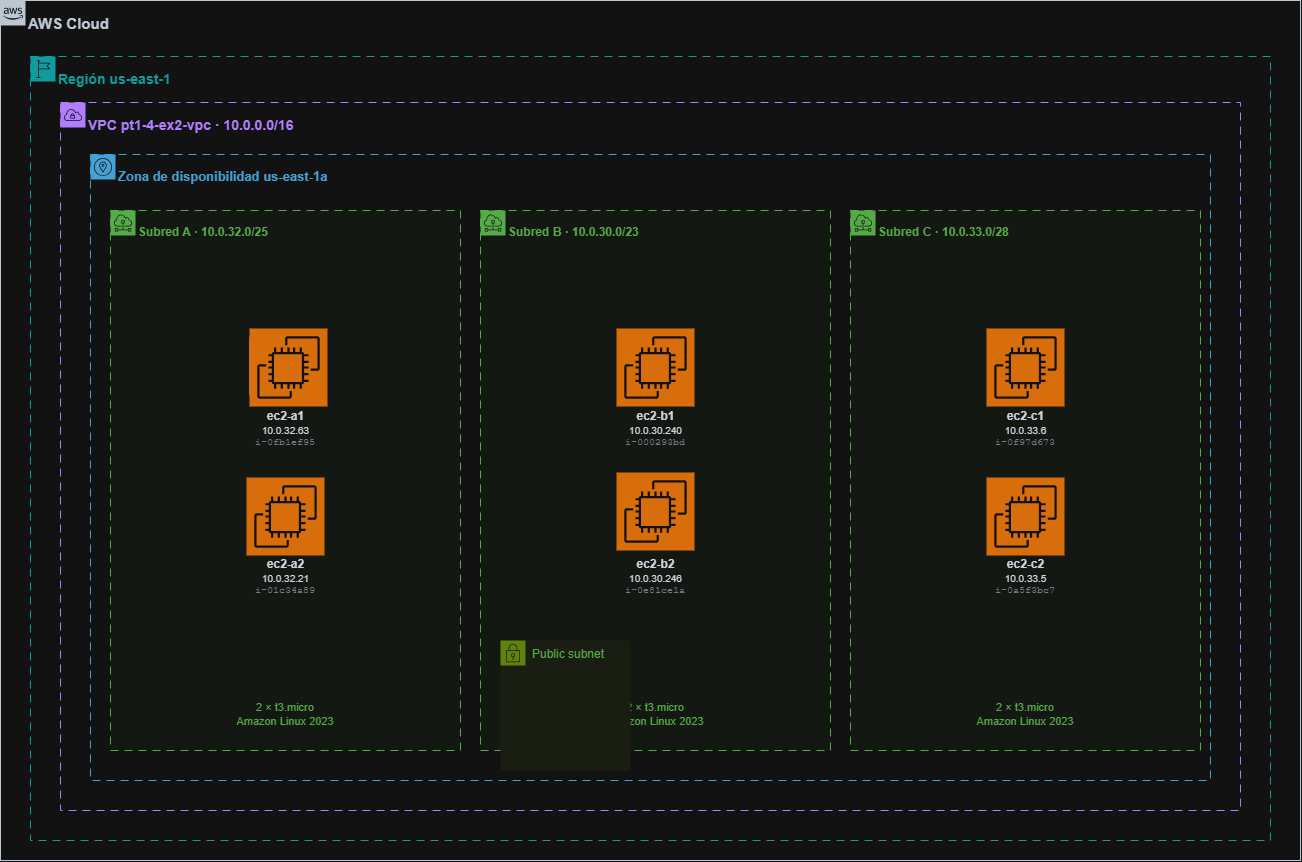 aws
AWS Cloud
Región us-east-1
VPC pt1-4-ex2-vpc · 10.0.0.0/16
Zona de disponibilidad us-east-1a
Subred A · 10.0.32.0/25
Subred B · 10.0.30.0/23
Subred C · 10.0.33.0/28
ec2-a1
10.0.32.63
i-0fb1ef95
ec2-b1
10.0.30.240
i-000293bd
ec2-c1
10.0.33.6
i-0f97d673
ec2-a2
10.0.32.21
i-01c34a89
ec2-b2
10.0.30.246
i-0e81ce1a
ec2-c2
10.0.33.5
i-0a5f3bc7
Public subnet
2 × t3.micro
Amazon Linux 2023
× t3.micro
Linux 2023
2 × t3.micro
Amazon Linux 2023